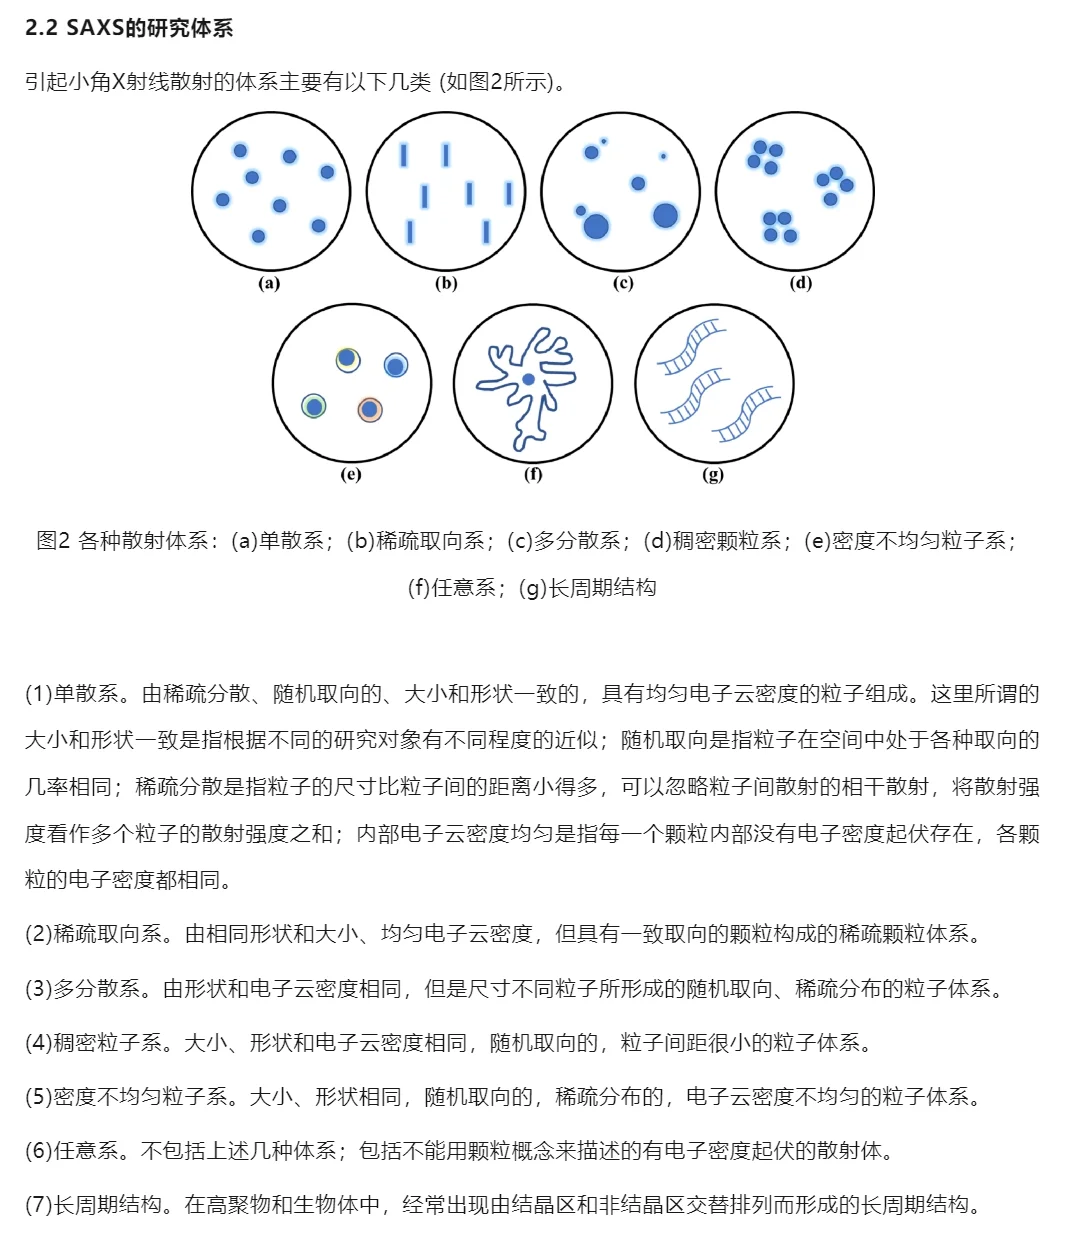 2.2 SAXS的研究体系
引起小角X射线散射的体系主要有以下几类 (如图2所示)。
(a)
(b)
(c)
(d)
(e)
(f)
(g)
图2 各种散射体系：(a)单散系；(b)稀疏取向系；(c)多分散系；(d)稠密颗粒系；(e)密度不均匀粒子系；
(f)任意系；(g)长周期结构
(1)单散系。由稀疏分散、随机取向的、大小和形状一致的，具有均匀电子云密度的粒子组成。这里所谓的
大小和形状一致是指根据不同的研究对象有不同程度的近似；随机取向是指粒子在空间中处于各种取向的
几率相同；稀疏分散是指粒子的尺寸比粒子间的距离小得多，可以忽略粒子间散射的相干散射，将散射强
度看作多个粒子的散射强度之和；内部电子云密度均匀是指每一个颗粒内部没有电子密度起伏存在，各颗
粒的电子密度都相同。
(2)稀疏取向系。由相同形状和大小、均匀电子云密度，但具有一致取向的颗粒构成的稀疏颗粒体系。
(3)多分散系。由形状和电子云密度相同，但是尺寸不同粒子所形成的随机取向、稀疏分布的粒子体系。
(4)稠密粒子系。大小、形状和电子云密度相同，随机取向的，粒子间距很小的粒子体系。
(5)密度不均匀粒子系。大小、形状相同，随机取向的，稀疏分布的，电子云密度不均匀的粒子体系。
(6)任意系。不包括上述几种体系；包括不能用颗粒概念来描述的有电子密度起伏的散射体。
(7)长周期结构。在高聚物和生物体中，经常出现由结晶区和非结晶区交替排列而形成的长周期结构。